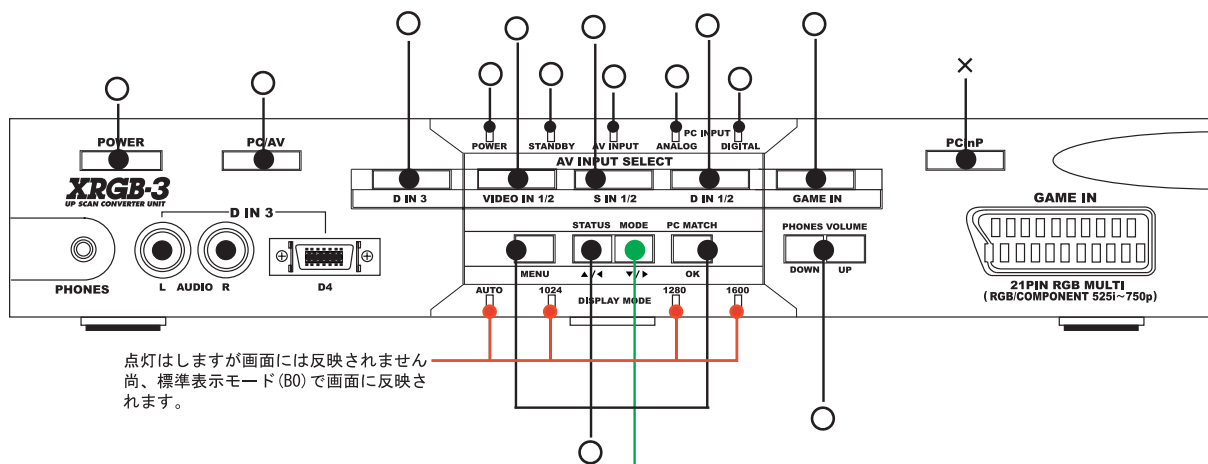 ×
POWER
PC/AV
POWER
STANDBY
AV INPUT
ANALOG
PC INPUT
DIGITAL
PCinP
AV INPUT SELECT
XRGB-3
UP SCAN CONVERTER UNIT
D IN 3
VIDEO IN 1/2
S IN 1/2
D IN 1/2
GAME IN
GAME IN
D IN 3
STATUS
MODE
PC MATCH
PHONES VOLUME
MENU
▲/◀
▼/▶
OK
DOWN
UP
PHONES
L
AUDIO
R
D4
AUTO
1024
DISPLAY MODE
1280
1600
21PIN RGB MULTI
(RGB/COMPONENT 525i~750p)
点灯はしますが画面には反映されません
尚、標準表示モード(B0)で画面に反映さ
れます。